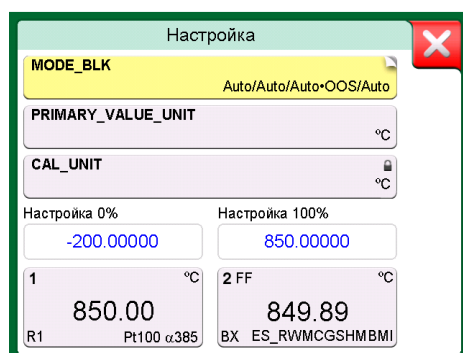 Настройка
MODE_BLK
Auto/Auto/Auto•OOS/Auto
PRIMARY_VALUE_UNIT
ºC
CAL_UNIT
ºC
Настройка 0%
Настройка 100%
-200.00000
850.00000
1 ºC
2 FF ºC
850.00
849.89
R1 Pt100 α385
BX ES_RWMCGSHMBMI